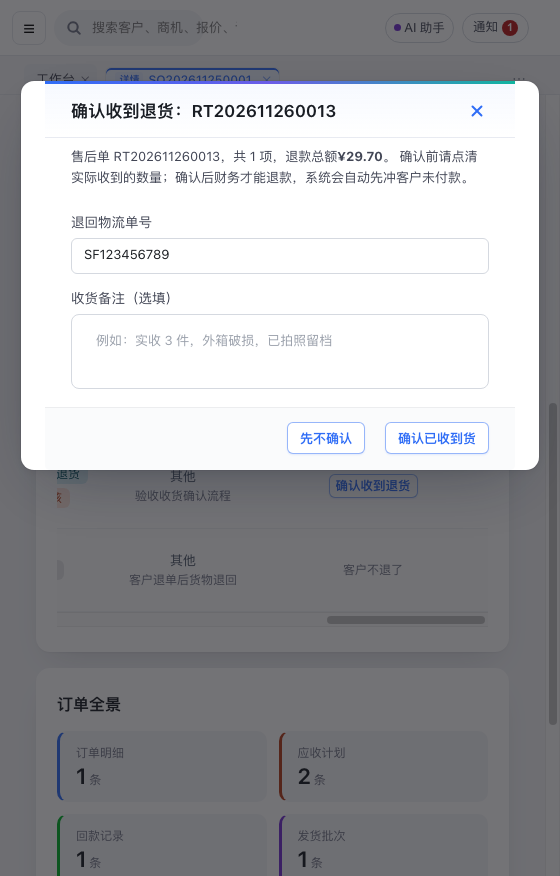 搜索客户、商机、报价、
AI 助手
通知 1
工作台
详情 SO202611250001
确认收到退货：RT202611260013
售后单 RT202611260013，共 1 项，退款总额¥29.70。 确认前请点清
实际收到的数量；确认后财务才能退款，系统会自动先冲客户未付款。
退回物流单号
SF123456789
收货备注（选填）
例如：实收 3 件，外箱破损，已拍照留档
先不确认
确认已收到货
退货
其他
验收收货确认流程
确认收到退货
其他
客户退单后货物退回
客户不退了
订单全景
订单明细
1 条
应收计划
2 条
回款记录
1 条
发货批次
1 条